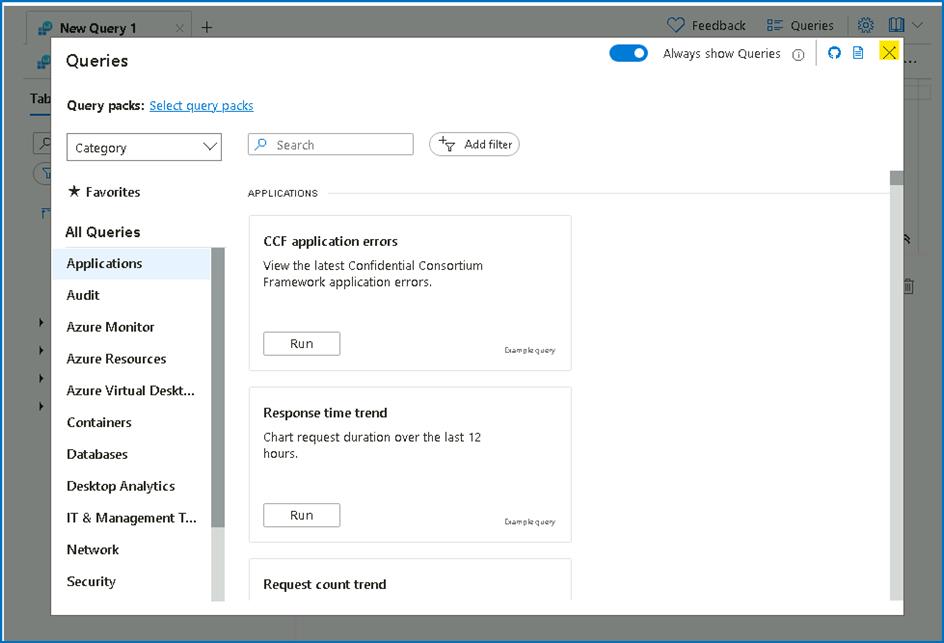 New Query 1
Feedback
Queries
Tab
Queries
Always show Queries
Query packs: Select query packs
Category
Search
Add filter
★ Favorites
All Queries
Applications
Audit
Azure Monitor
Azure Resources
Azure Virtual Deskt...
Containers
Databases
Desktop Analytics
IT & Management T...
Network
Security
APPLICATIONS
CCF application errors
View the latest Confidential Consortium
Framework application errors.
Run
Example query
Response time trend
Chart request duration over the last 12
hours.
Run
Example query
Request count trend